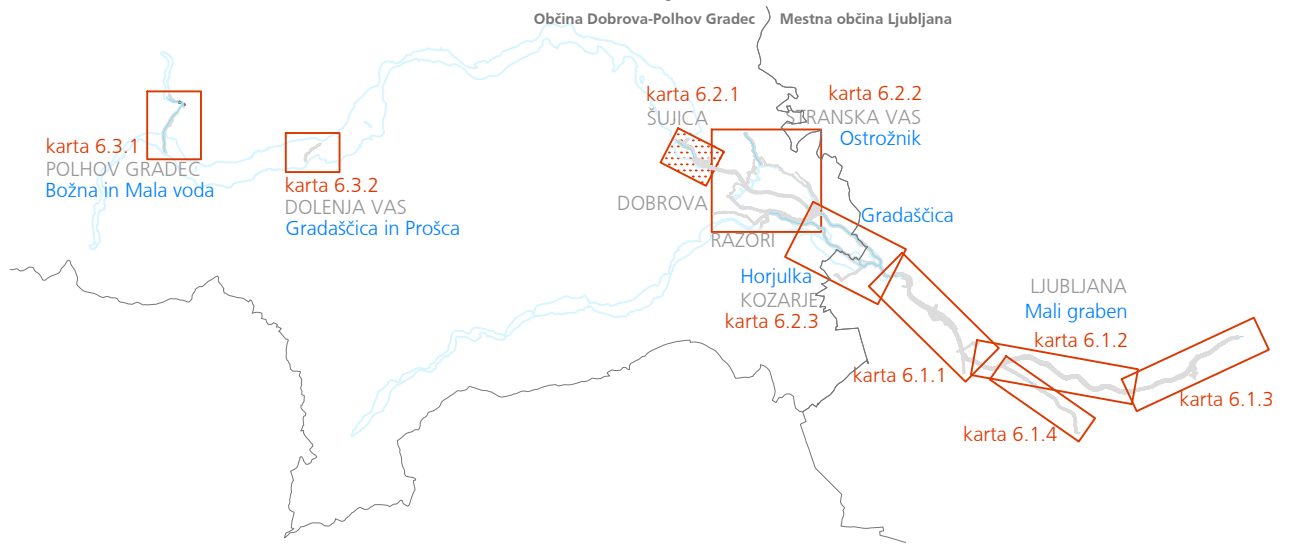 Občina Dobrova-Polhov Gradec
Mestna občina Ljubljana
karta 6.3.1
POLHOV GRADEC
Božna in Mala voda
karta 6.3.2
DOLENJA VAS
Gradaščica in Prošca
karta 6.2.1
ŠUJICA
karta 6.2.2
STRANSKA VAS
Ostrožnik
DOBROVA
RAZORI
Gradaščica
Horjulka
KOZARJE
karta 6.2.3
LJUBLJANA
Mali graben
karta 6.1.2
karta 6.1.1
karta 6.1.3
karta 6.1.4